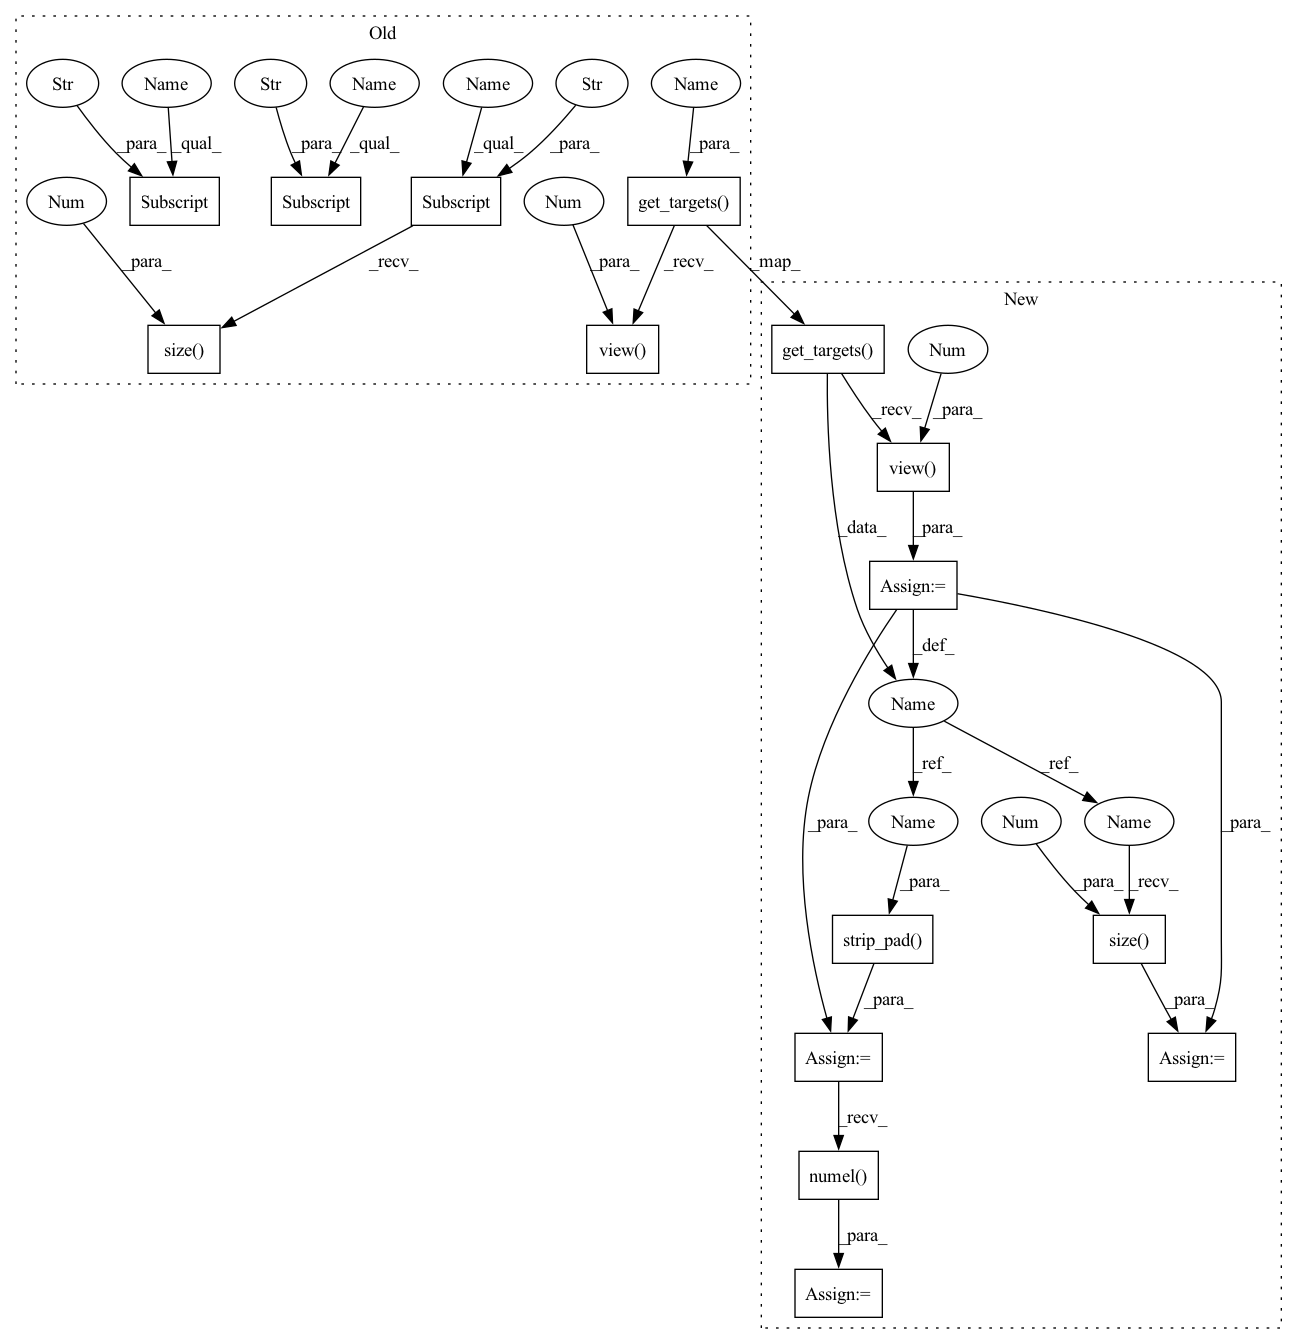 Old
Str
Name
Str
Name
Name
Str
Name
_para_
_qual_
_para_
_qual_
_qual_
_para_
_para_
Num
Subscript
Subscript
Subscript
Num
get_targets()
_para_
_recv_
_para_
_recv_
_map_
New
size()
view()
get_targets()
Num
_recv_
_para_
view()
_data_
_para_
Assign:=
_def_
Name
_ref_
_ref_
_para_
Name
Num
Name
_para_
_para_
_para_
_recv_
strip_pad()
size()
_para_
_para_
Assign:=
Assign:=
_recv_
numel()
_para_
Assign:=